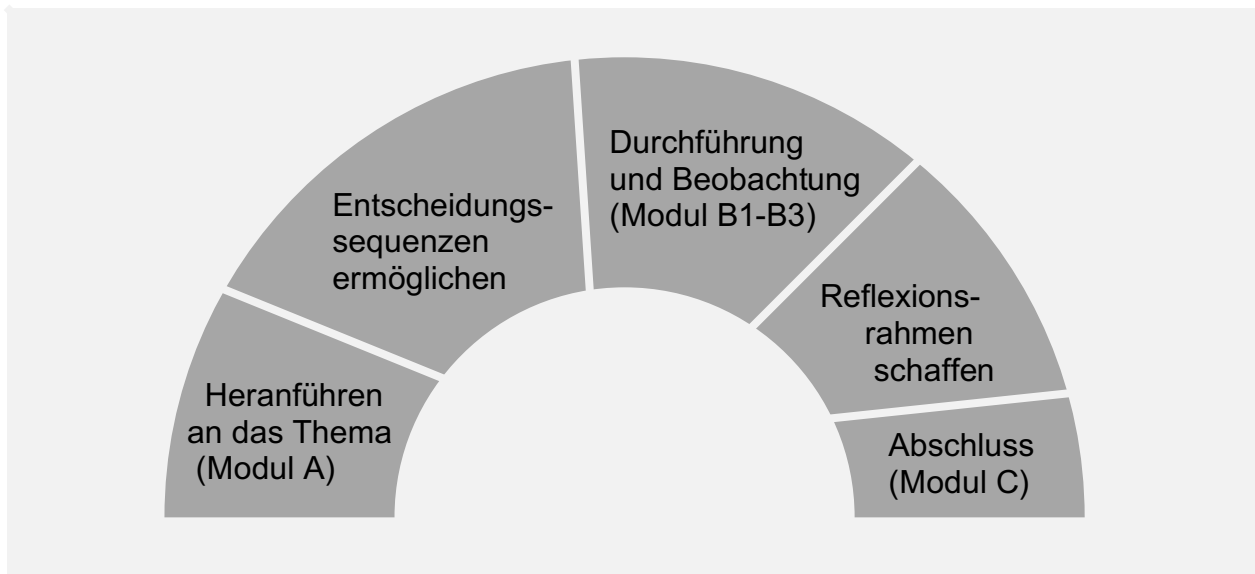 Heranführen
an das Thema
(Modul A)
Entscheidungs-
sequenzen
ermöglichen
Durchführung
und Beobachtung
(Modul B1-B3)
Reflexions-
rahmen
schaffen
Abschluss
(Modul C)